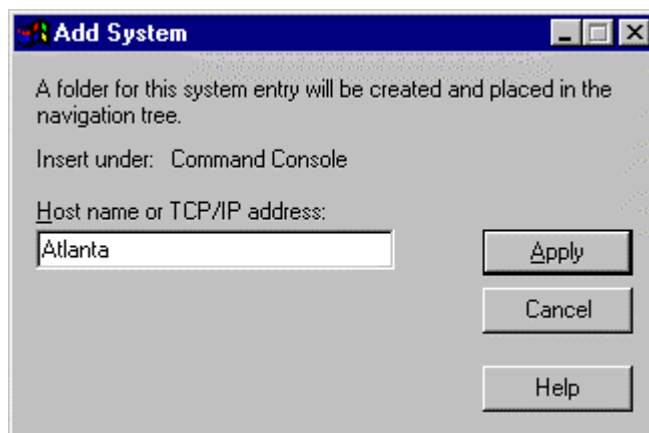 Add System
A folder for this system entry will be created and placed in the
navigation tree.
Insert under: Command Console
Host name or TCP/IP address:
Atlanta
Apply
Cancel
Help